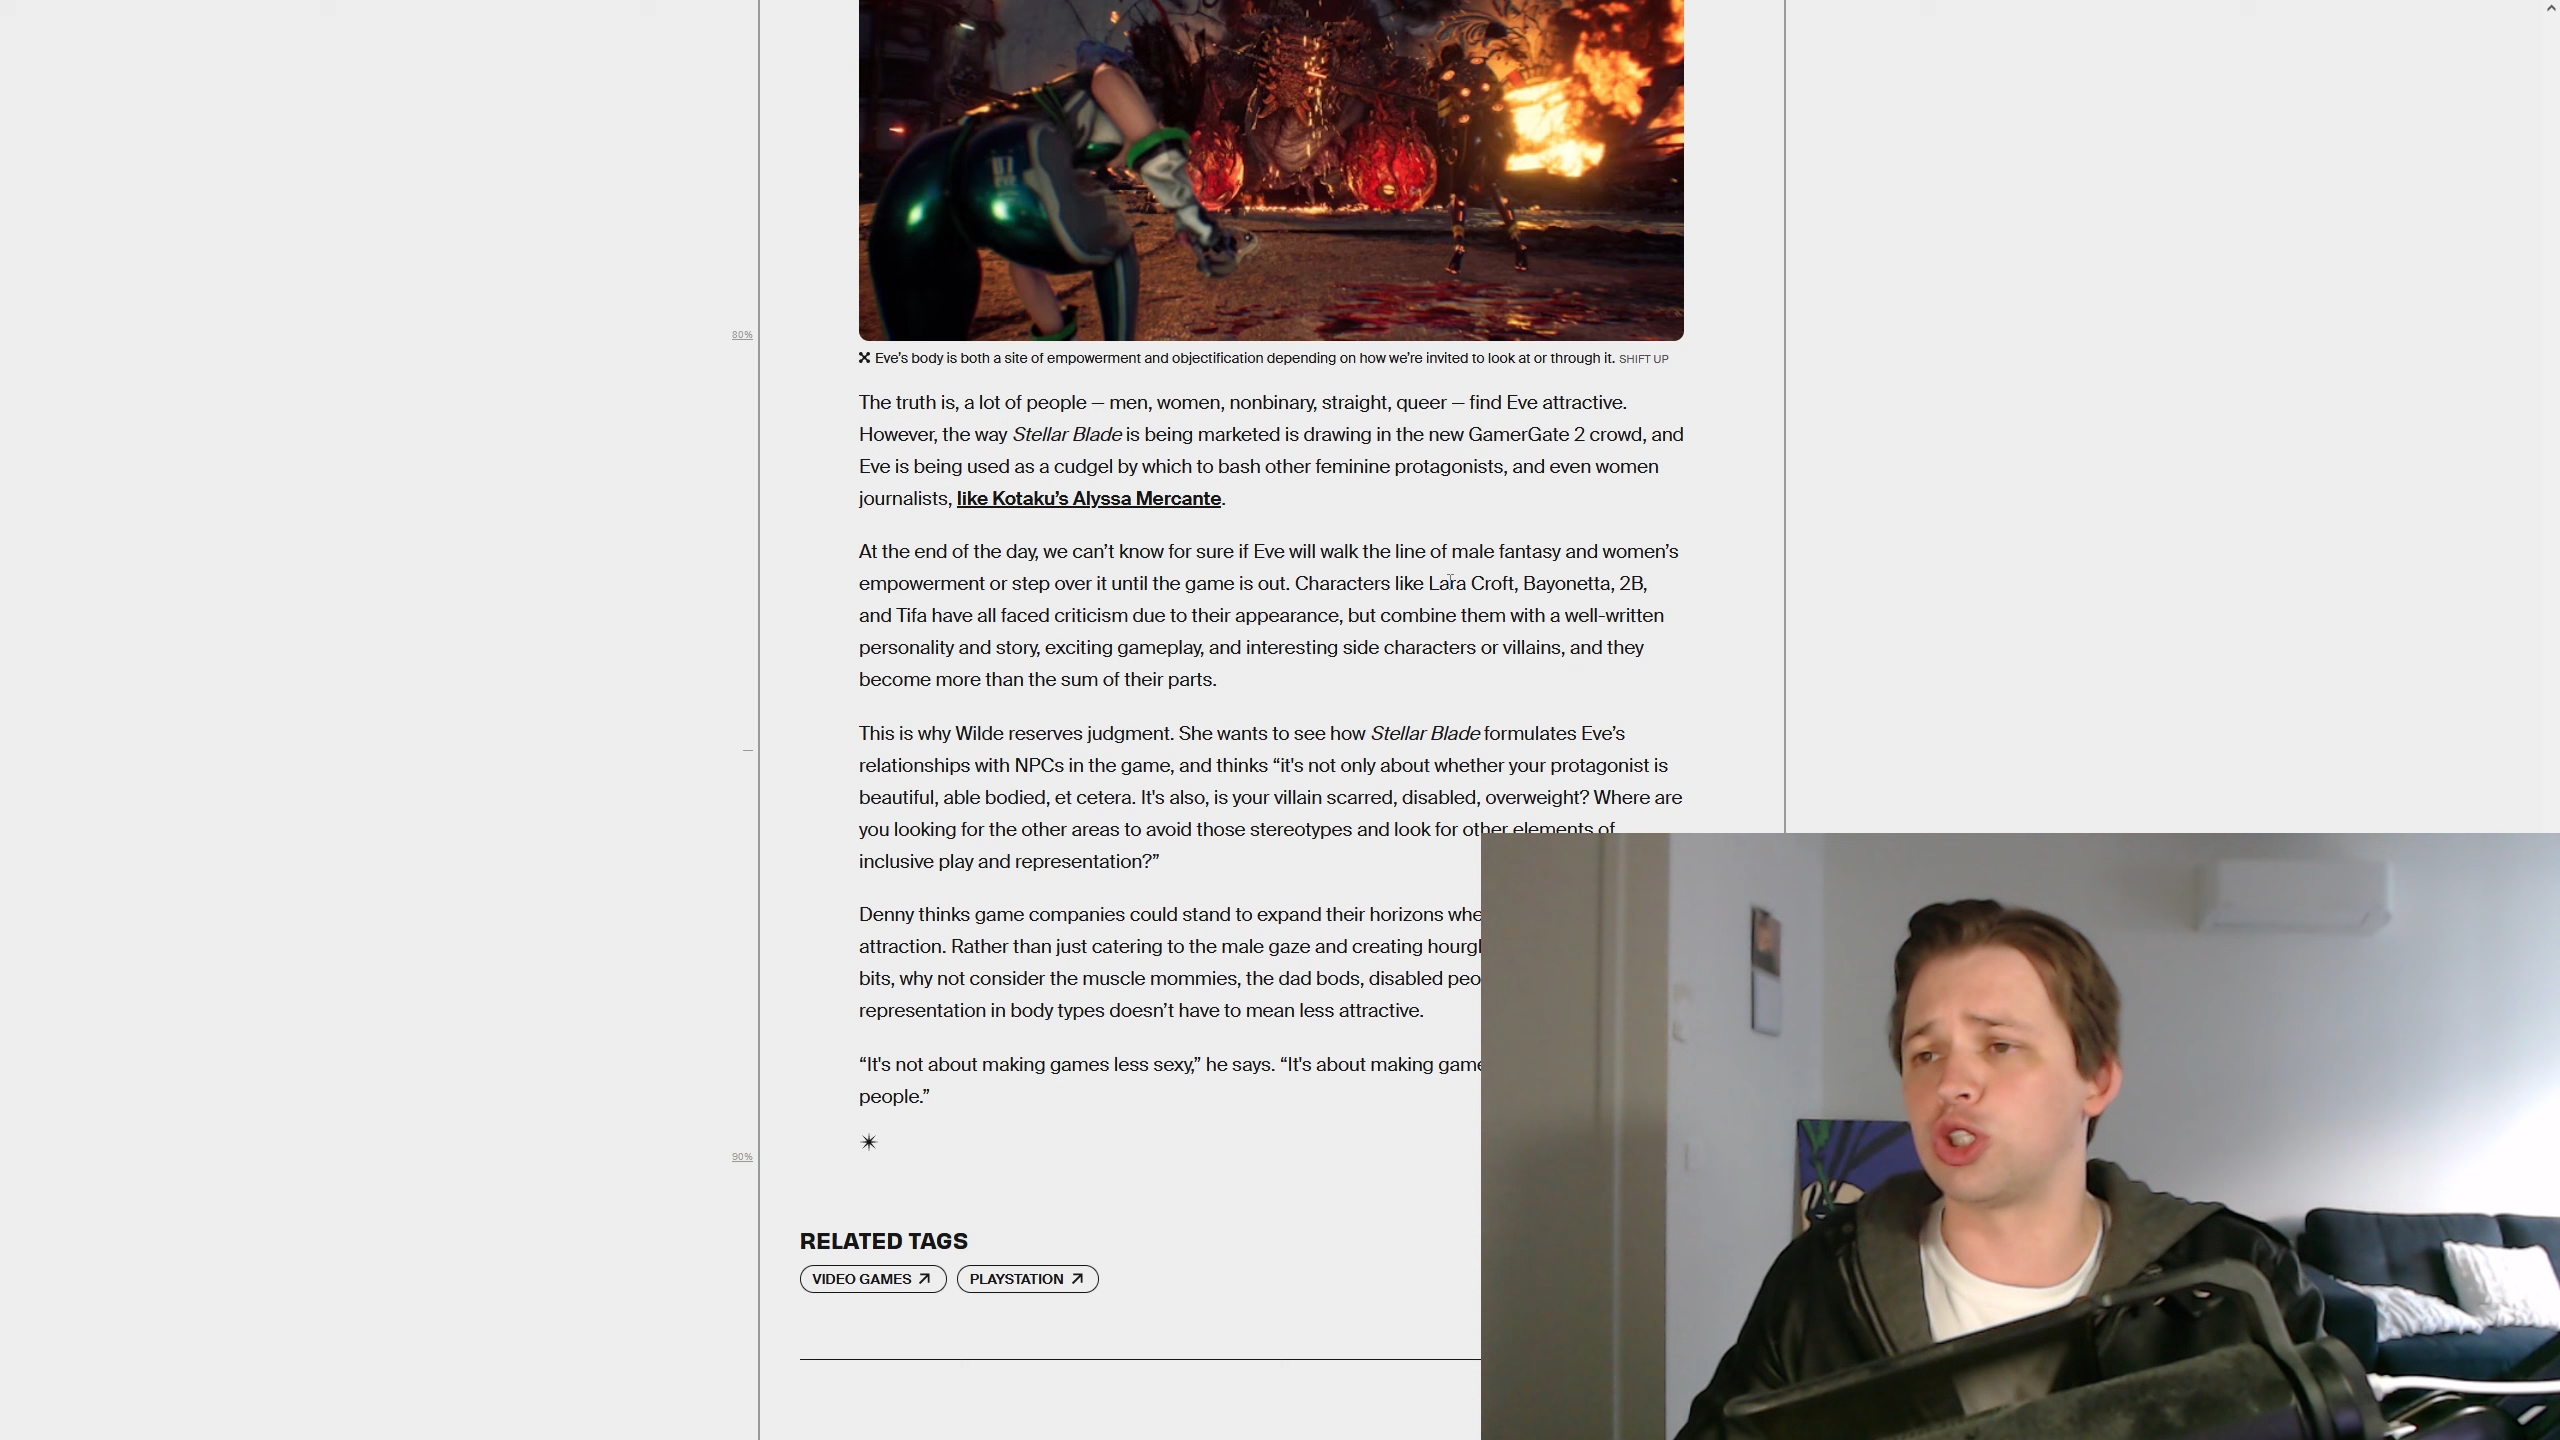 Eve’s body is both a site of empowerment and objectification depending on how we’re invited to look at or through it. SHIFT UP
80%
The truth is, a lot of people — men, women, nonbinary, straight, queer — find Eve attractive.
However, the way Stellar Blade is being marketed is drawing in the new GamerGate 2 crowd, and
Eve is being used as a cudgel by which to bash other feminine protagonists, and even women
journalists, like Kotaku’s Alyssa Mercante.
At the end of the day, we can’t know for sure if Eve will walk the line of male fantasy and women’s
empowerment or step over it until the game is out. Characters like Lara Croft, Bayonetta, 2B,
and Tifa have all faced criticism due to their appearance, but combine them with a well-written
personality and story, exciting gameplay, and interesting side characters or villains, and they
become more than the sum of their parts.
This is why Wilde reserves judgment. She wants to see how Stellar Blade formulates Eve’s
relationships with NPCs in the game, and thinks “it's not only about whether your protagonist is
beautiful, able bodied, et cetera. It's also, is your villain scarred, disabled, overweight? Where are
you looking for the other areas to avoid those stereotypes and look for other elements of
inclusive play and representation?”
Denny thinks game companies could stand to expand their horizons
attraction. Rather than just catering to the male gaze and creating
bits, why not consider the muscle mommies, the dad bods, disabled
representation in body types doesn’t have to mean less attractive.
“It's not about making games less sexy,” he says. “It's about making
people.”
90%
RELATED TAGS
VIDEO GAMES
PLAYSTATION